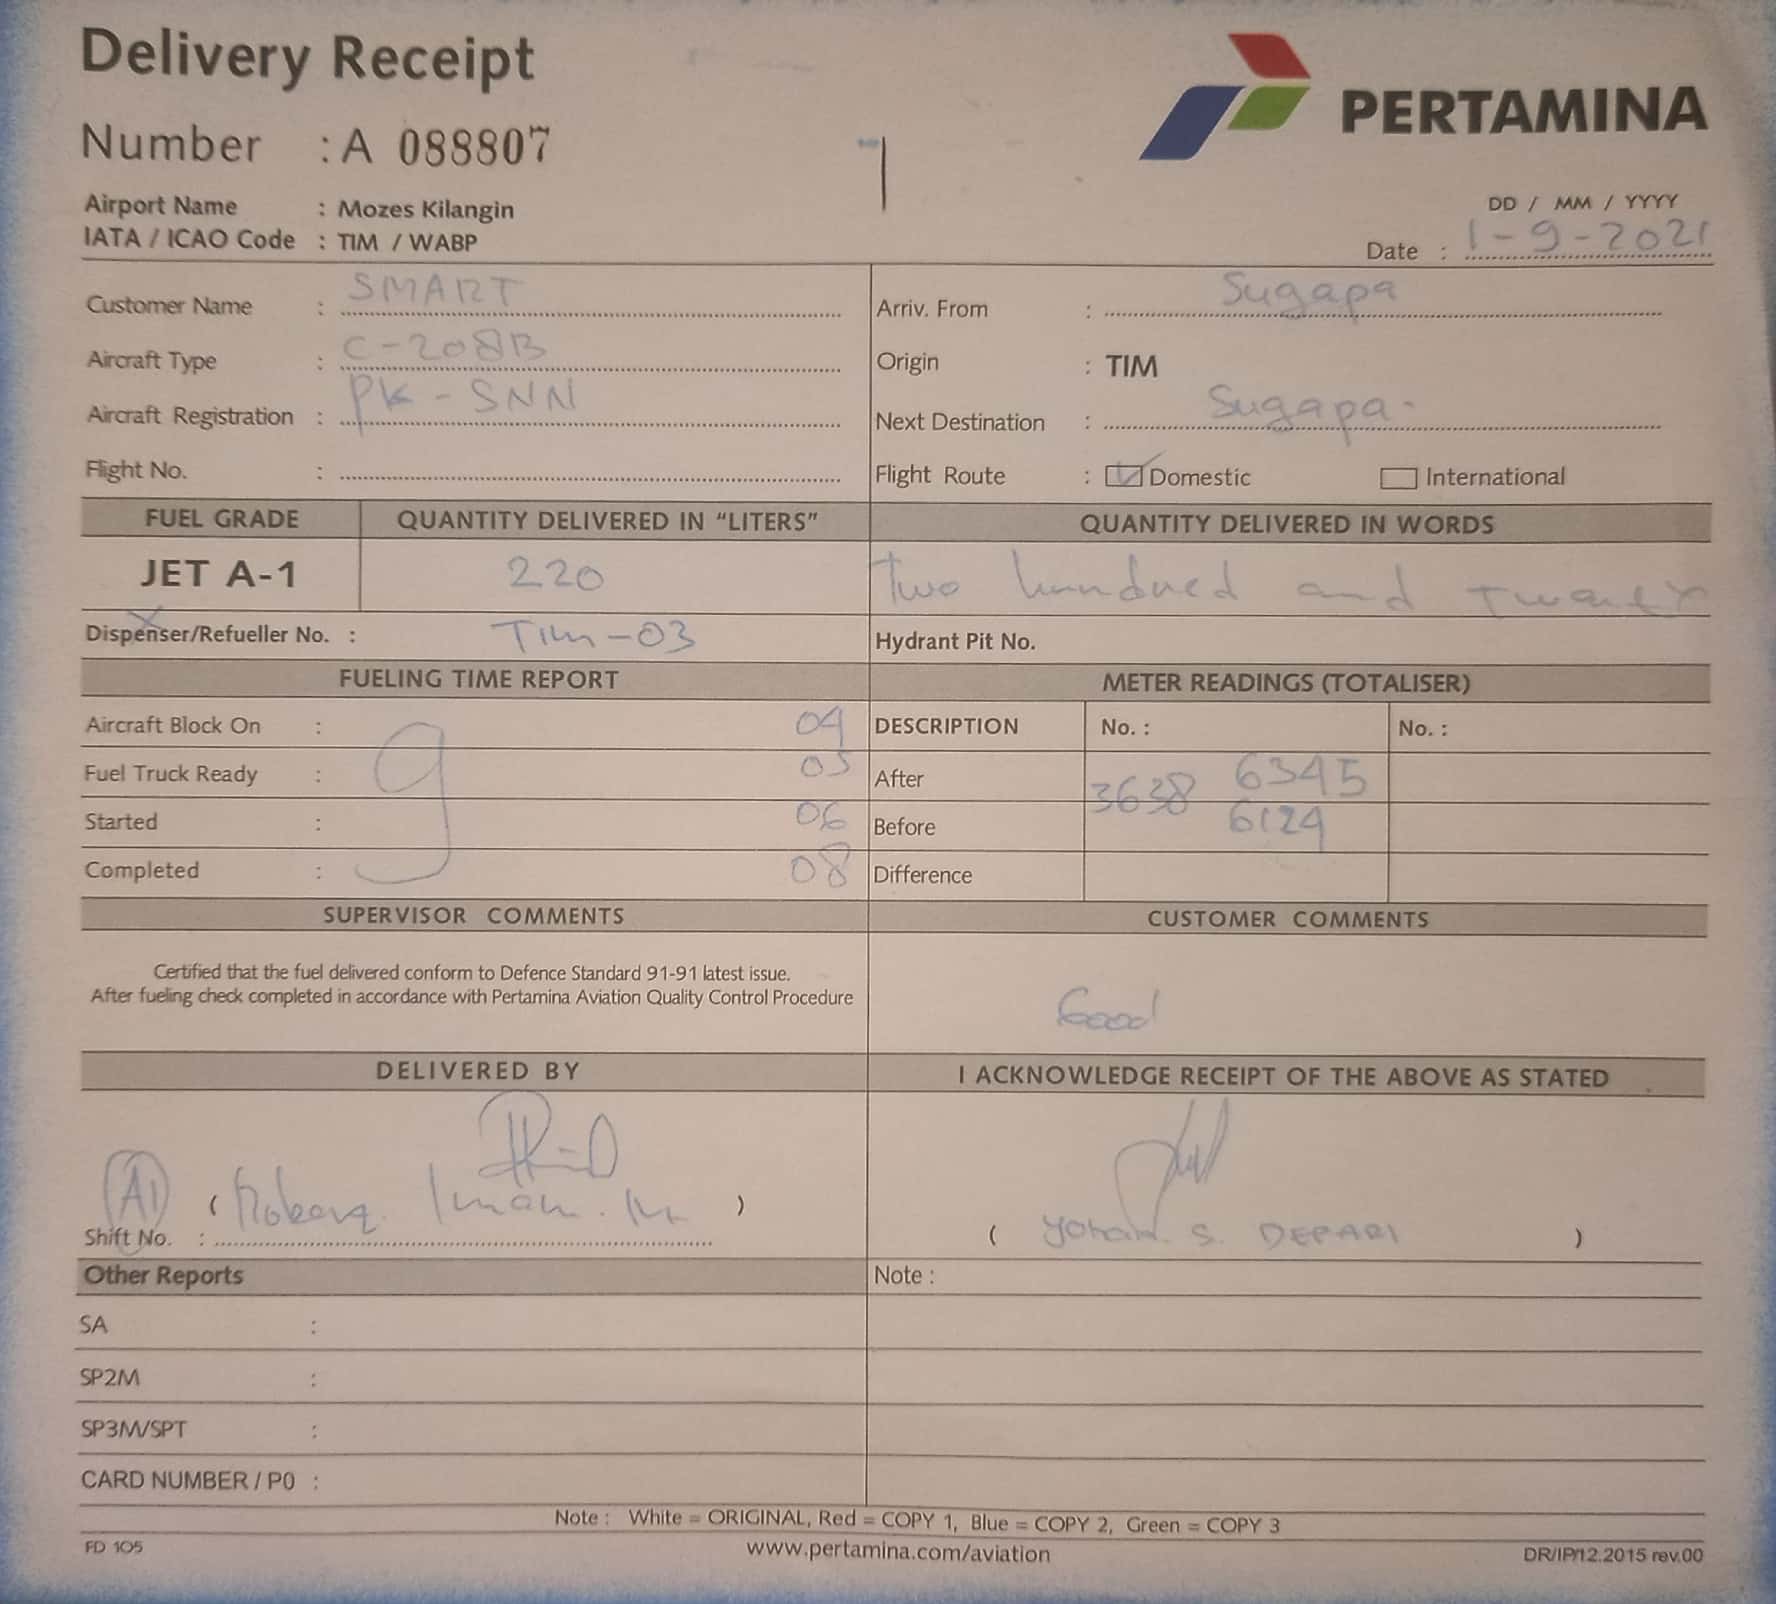 Delivery Receipt
PERTAMINA
Number : A 088807
Airport Name : Mozes Kilangin
IATA / ICAO Code : TIM / WABP
DD / MM / YYYY
Date : 1-9-2021
Customer Name : SMART
Arriv. From : Sugapa
Aircraft Type : C-208B
Origin : TIM
Aircraft Registration : PK-SNN
Next Destination : Sugapa
Flight No. :
Flight Route : Domestic International
FUEL GRADE QUANTITY DELIVERED IN "LITERS" QUANTITY DELIVERED IN WORDS
JET A-1 220 Two hundred and Twenty
Dispenser/Refueller No. : TIM-03 Hydrant Pit No.
FUELING TIME REPORT METER READINGS (TOTALISER)
Aircraft Block On : 9 04 DESCRIPTION No. : No. :
Fuel Truck Ready : 05 After 3638 6345
Started : 06 Before 6124
Completed : 08 Difference
SUPERVISOR COMMENTS CUSTOMER COMMENTS
Certified that the fuel delivered conform to Defence Standard 91-91 latest issue.
After fueling check completed in accordance with Pertamina Aviation Quality Control Procedure
Good
DELIVERED BY I ACKNOWLEDGE RECEIPT OF THE ABOVE AS STATED
A1 ( Imam. )
Shift No. :
( S. DEPARI )
Other Reports Note :
SA :
SP2M :
SP3M/SPT :
CARD NUMBER / P0 :
Note : White = ORIGINAL, Red = COPY 1, Blue = COPY 2, Green = COPY 3
FD 105 www.pertamina.com/aviation DR/IP/12.2015 rev.00